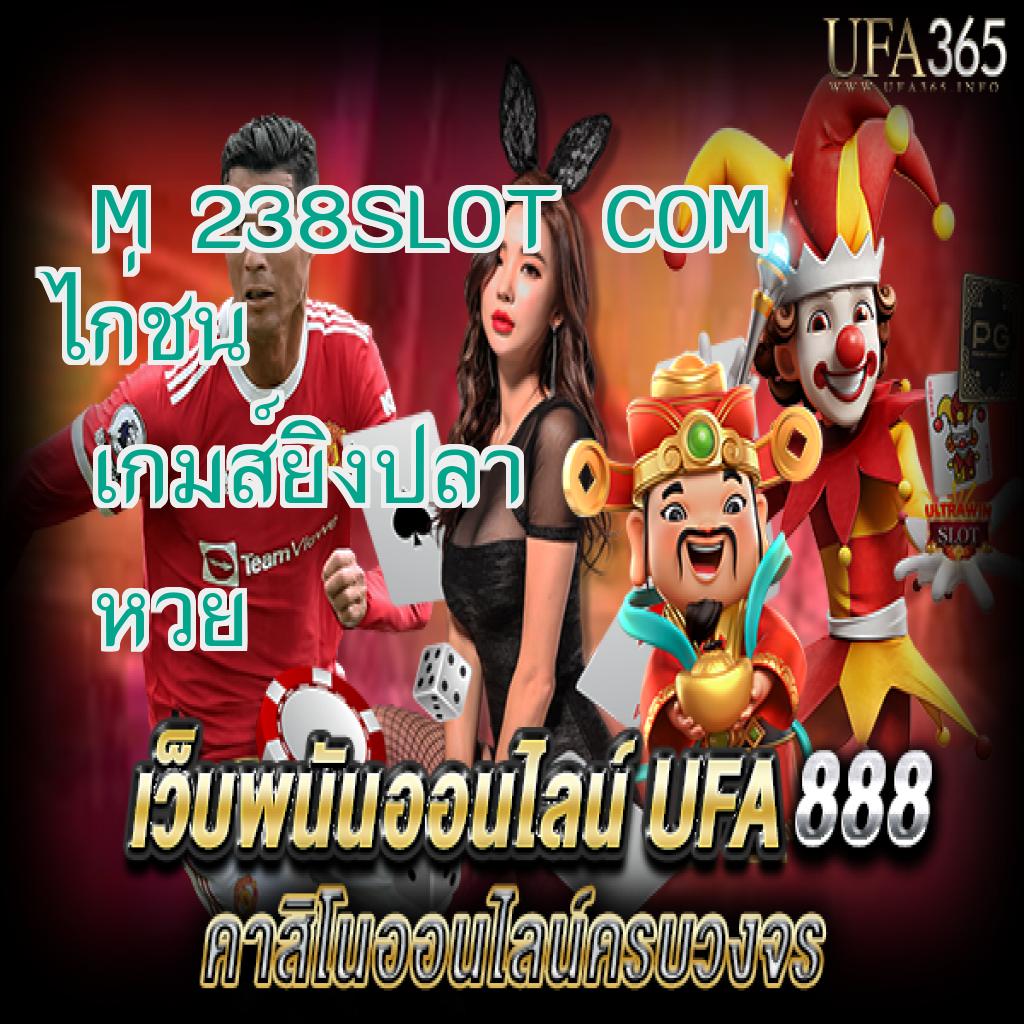 UFA365
WWW.UFA365.INFO
Mุ 238SLOT COM
ไก่ชน
เกมส์ยิงปลา
หวย
TeamViewer
PG
ULTRAWIN
SLOT
เว็บพนันออนไลน์ UFA 888
คาสิโนออนไลน์ครบวงจร